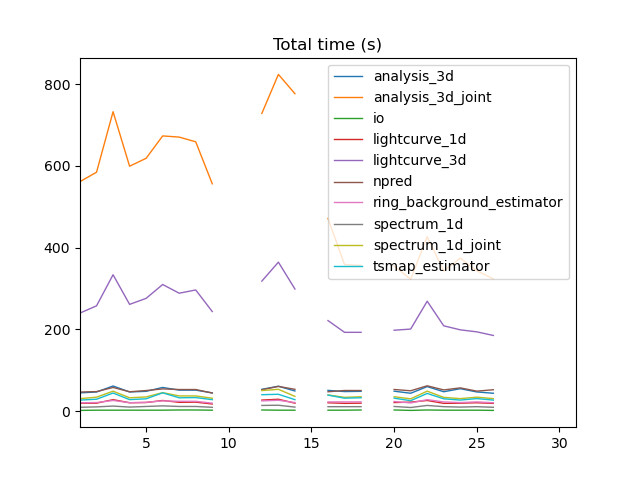 Total time (s)
800
600
400
200
0
5
10
15
20
25
30
analysis_3d
analysis_3d_joint
io
lightcurve_1d
lightcurve_3d
npred
ring_background_estimator
spectrum_1d
spectrum_1d_joint
tsmap_estimator